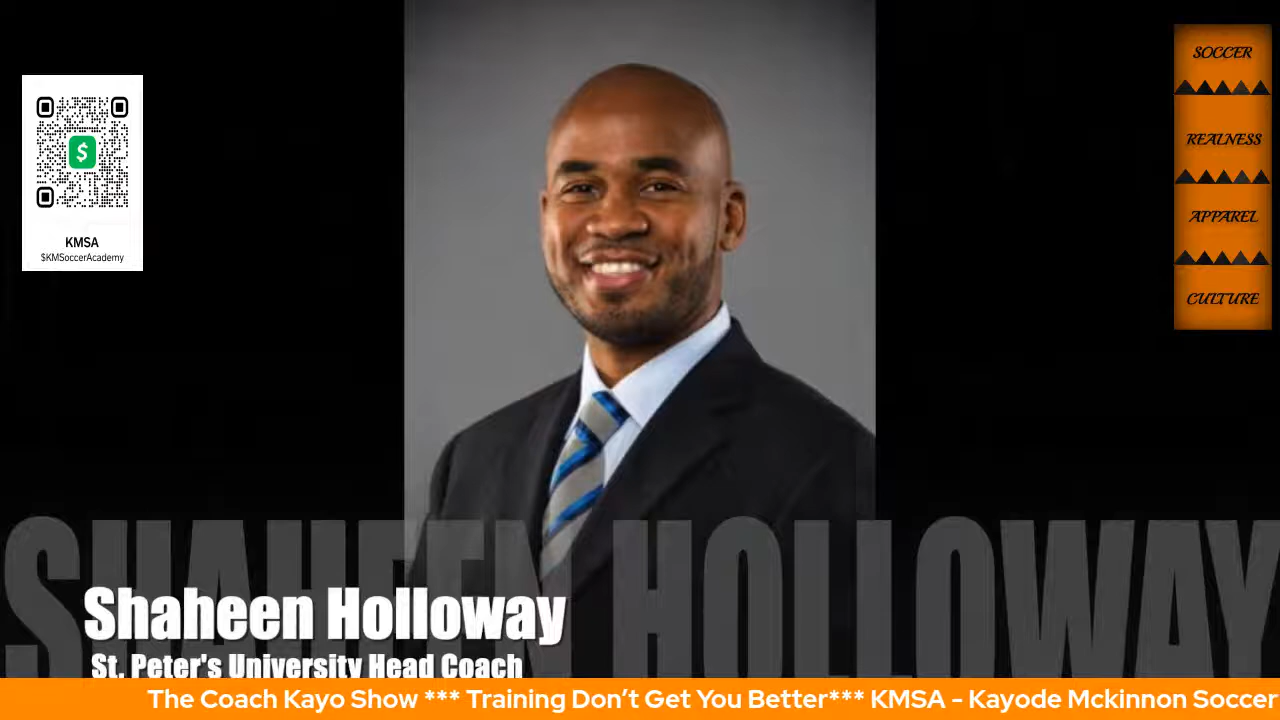 KMSA
$KMSoccerAcademy
SOCCER
REALNESS
APPAREL
CULTURE
SHAHEEN HOLLOWAY
Shaheen Holloway
St. Peter's University Head Coach
The Coach Kayo Show *** Training Don’t Get You Better*** KMSA - Kayode Mckinnon Soccer